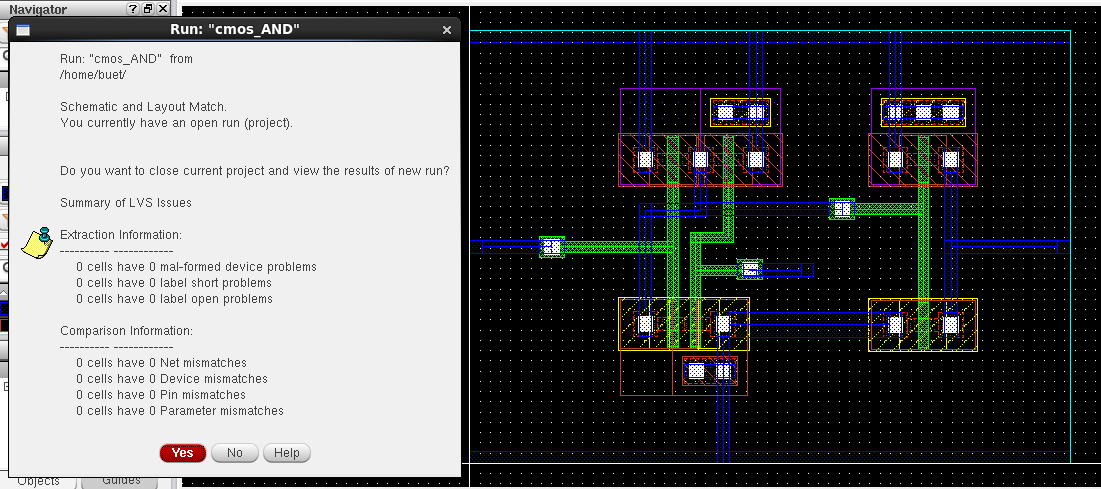 Navigator
Run: "cmos_AND"
Run: "cmos_AND" from
/home/buet/
Schematic and Layout Match.
You currently have an open run (project).
Do you want to close current project and view the results of new run?
Summary of LVS Issues
Extraction Information:
---------- ------------
0 cells have 0 mal-formed device problems
0 cells have 0 label short problems
0 cells have 0 label open problems
Comparison Information:
---------- ------------
0 cells have 0 Net mismatches
0 cells have 0 Device mismatches
0 cells have 0 Pin mismatches
0 cells have 0 Parameter mismatches
Yes No Help
Objects Guides